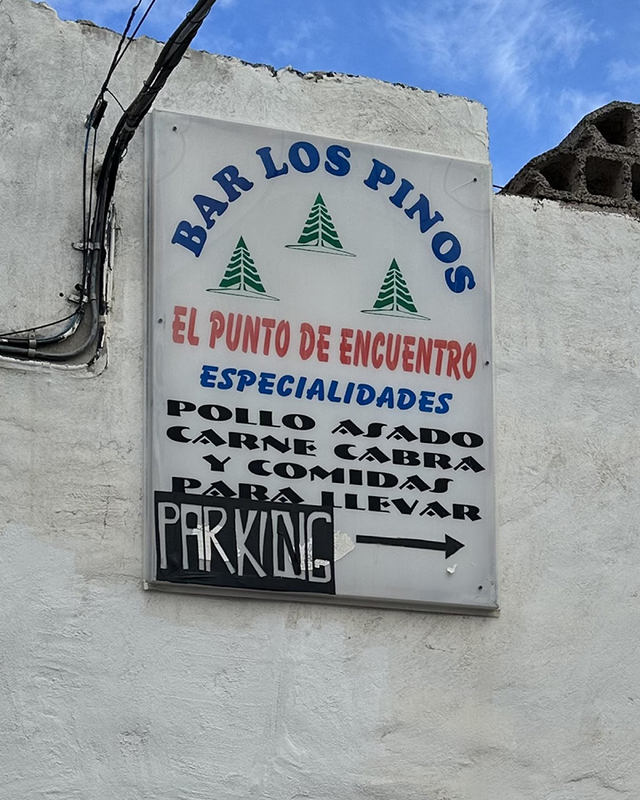 BAR LOS PINOS
EL PUNTO DE ENCUENTRO
ESPECIALIDADES
POLLO ASADO
CARNE CABRA
Y COMIDAS
PARA LLEVAR
PARKING